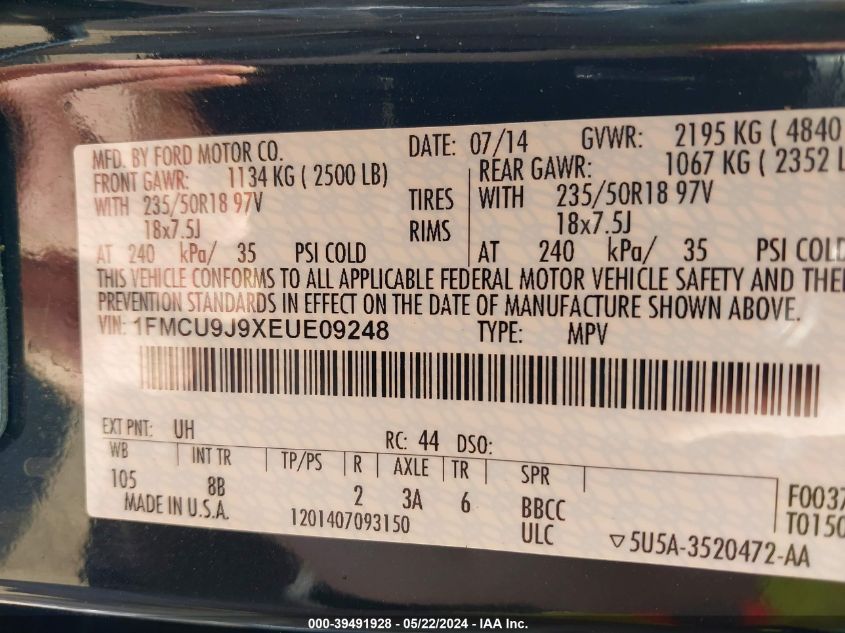 MFD. BY FORD MOTOR CO. DATE: 07/14 GVWR: 2195 KG ( 4840
FRONT GAWR: 1134 KG ( 2500 LB) REAR GAWR: 1067 KG ( 2352 L
WITH 235/50R18 97V TIRES WITH 235/50R18 97V
18x7.5J RIMS 18x7.5J
AT 240 kPa/ 35 PSI COLD AT 240 kPa/ 35 PSI COLD
THIS VEHICLE CONFORMS TO ALL APPLICABLE FEDERAL MOTOR VEHICLE SAFETY AND THE
PREVENTION STANDARDS IN EFFECT ON THE DATE OF MANUFACTURE SHOWN ABOVE.
VIN: 1FMCU9J9XEUE09248 TYPE: MPV
EXT PNT: UH RC: 44 DSO:
WB INT TR TP/PS R AXLE TR SPR
105 8B 2 3A 6 BBCC
MADE IN U.S.A. 1201407093150 ULC
F0037
T0150
▽5U5A-3520472-AA
000-39491928 - 05/22/2024 - IAA Inc.